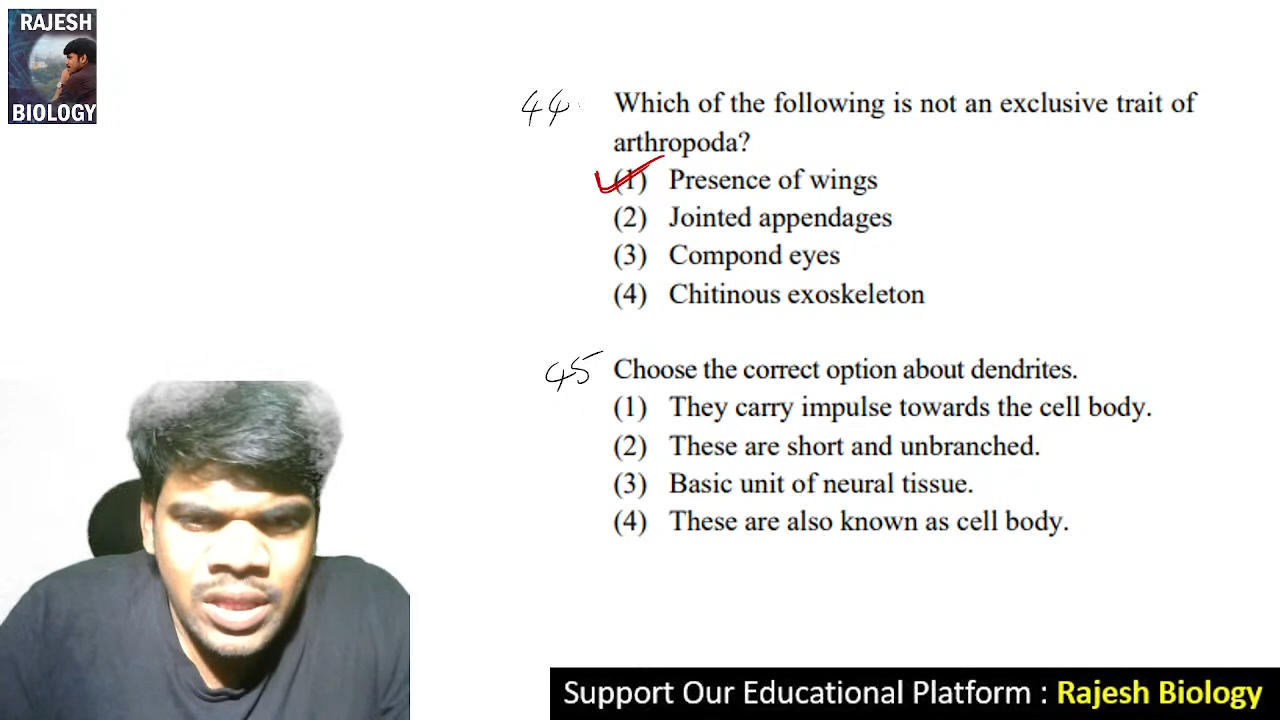 RAJESH
BIOLOGY
44. Which of the following is not an exclusive trait of
arthropoda?
(1) Presence of wings
(2) Jointed appendages
(3) Compond eyes
(4) Chitinous exoskeleton
45 Choose the correct option about dendrites.
(1) They carry impulse towards the cell body.
(2) These are short and unbranched.
(3) Basic unit of neural tissue.
(4) These are also known as cell body.
Support Our Educational Platform : Rajesh Biology